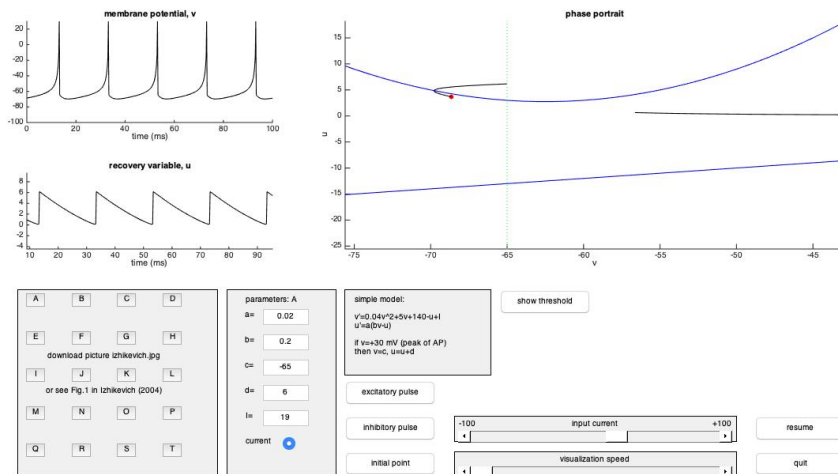 membrane potential, v
20
0
-20
-40
-60
-80
-100
0 20 40 60 80 100
time (ms)
recovery variable, u
8
6
4
2
0
-2
-4
10 20 30 40 50 60 70 80 90
time (ms)
phase portrait
15
10
5
0
-5
-10
-15
-20
-25
u
-75 -70 -65 -60 -55 -50 -45
v
A B C D
E F G H
download picture izhikevich.jpg
I J K L
or see Fig.1 in Izhikevich (2004)
M N O P
Q R S T
parameters: A
a= 0.02
b= 0.2
c= -65
d= 6
I= 19
current
simple model:
v'=0.04v^2+5v+140-u+I
u'=a(bv-u)
if v=+30 mV (peak of AP)
then v=c, u=u+d
show threshold
excitatory pulse
inhibitory pulse
initial point
-100 input current +100
visualization speed
resume
quit